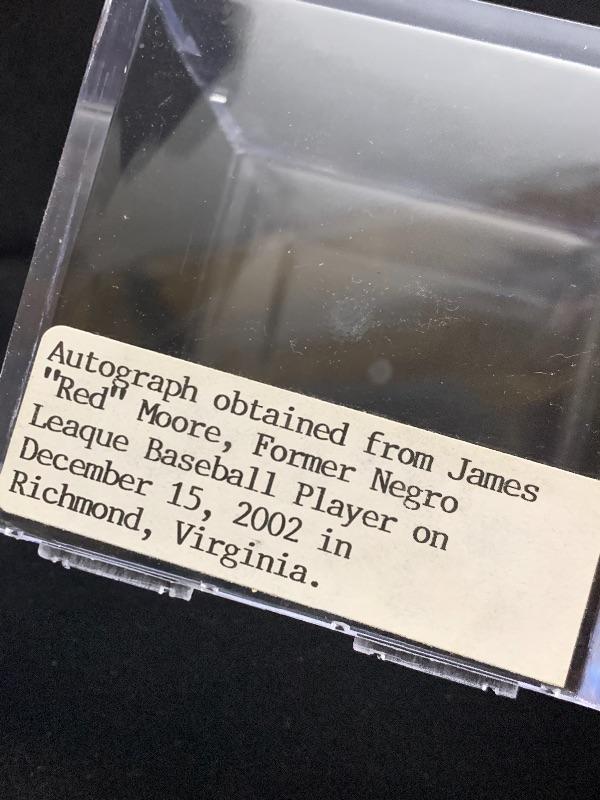 Autograph obtained from James
"Red" Moore, Former Negro
Leaque Baseball Player on
December 15, 2002 in
Richmond, Virginia.